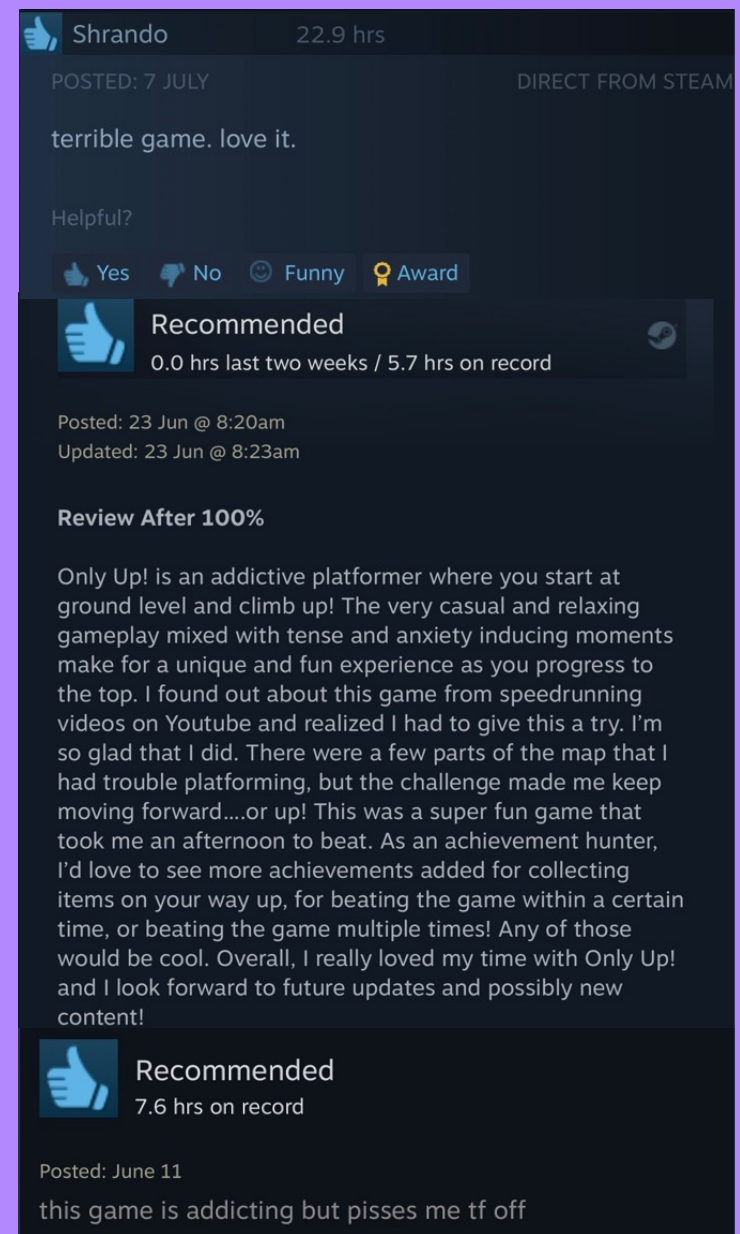 Shrando 22.9 hrs
POSTED: 7 JULY DIRECT FROM STEAM
terrible game. love it.
Helpful?
Yes No Funny Award
Recommended
0.0 hrs last two weeks / 5.7 hrs on record
Posted: 23 Jun @ 8:20am
Updated: 23 Jun @ 8:23am
Review After 100%
Only Up! is an addictive platformer where you start at
ground level and climb up! The very casual and relaxing
gameplay mixed with tense and anxiety inducing moments
make for a unique and fun experience as you progress to
the top. I found out about this game from speedrunning
videos on Youtube and realized I had to give this a try. I'm
so glad that I did. There were a few parts of the map that I
had trouble platforming, but the challenge made me keep
moving forward....or up! This was a super fun game that
took me an afternoon to beat. As an achievement hunter,
I'd love to see more achievements added for collecting
items on your way up, for beating the game within a certain
time, or beating the game multiple times! Any of those
would be cool. Overall, I really loved my time with Only Up!
and I look forward to future updates and possibly new
content!
Recommended
7.6 hrs on record
Posted: June 11
this game is addicting but pisses me tf off